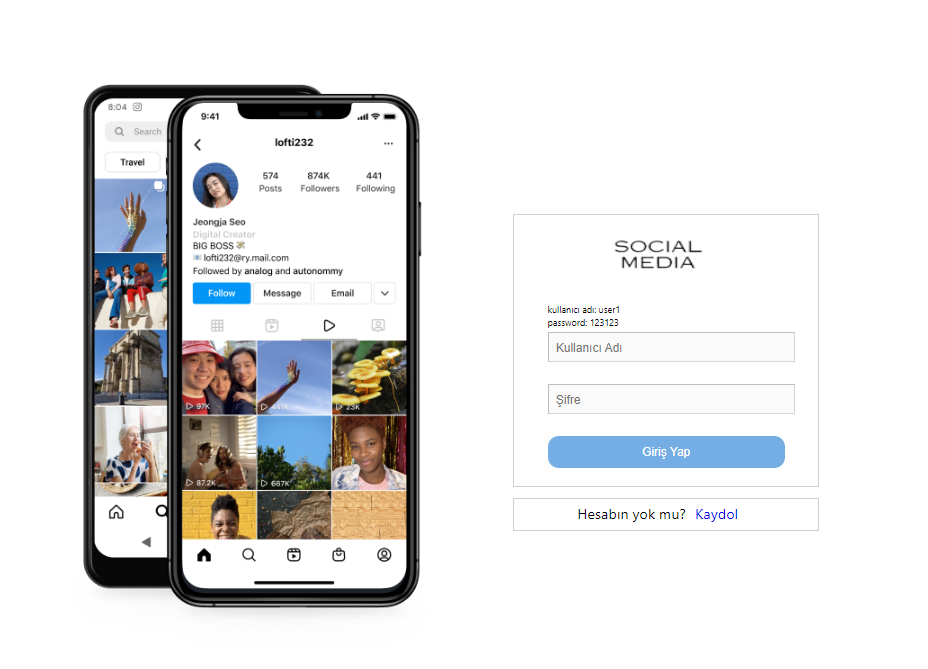 8:04
Search
Travel
9:41
lofti232
574 874K 441
Posts Followers Following
Jeongja Seo
Digital Creator
BIG BOSS
lofti232@ry.mail.com
Followed by analog and autonommy
Follow Message Email
97K 441K 23K
87.2K 667K
SOCIAL
MEDIA
kullanıcı adı: user1
password: 123123
Kullanıcı Adı
Şifre
Giriş Yap
Hesabın yok mu? Kaydol